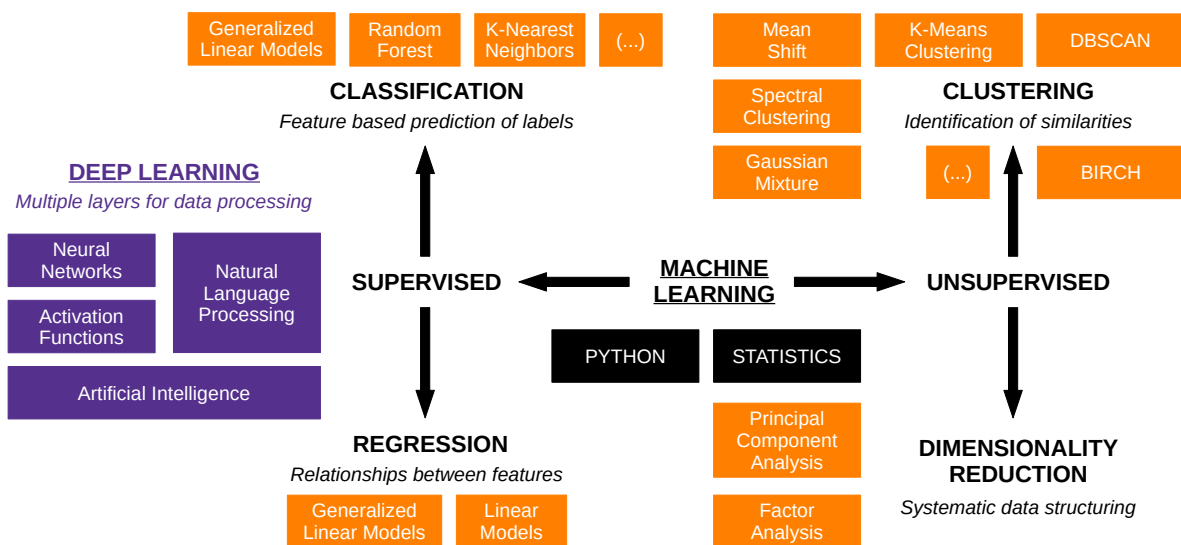 Generalized
Linear Models
Random
Forest
K-Nearest
Neighbors
(...)
CLASSIFICATION
Feature based prediction of labels
Mean
Shift
K-Means
Clustering
DBSCAN
Spectral
Clustering
CLUSTERING
Identification of similarities
Gaussian
Mixture
(...)
BIRCH
DEEP LEARNING
Multiple layers for data processing
Neural
Networks
Natural
Language
Processing
Activation
Functions
Artificial Intelligence
SUPERVISED
MACHINE
LEARNING
UNSUPERVISED
PYTHON
STATISTICS
REGRESSION
Relationships between features
Generalized
Linear Models
Linear
Models
Principal
Component
Analysis
Factor
Analysis
DIMENSIONALITY
REDUCTION
Systematic data structuring